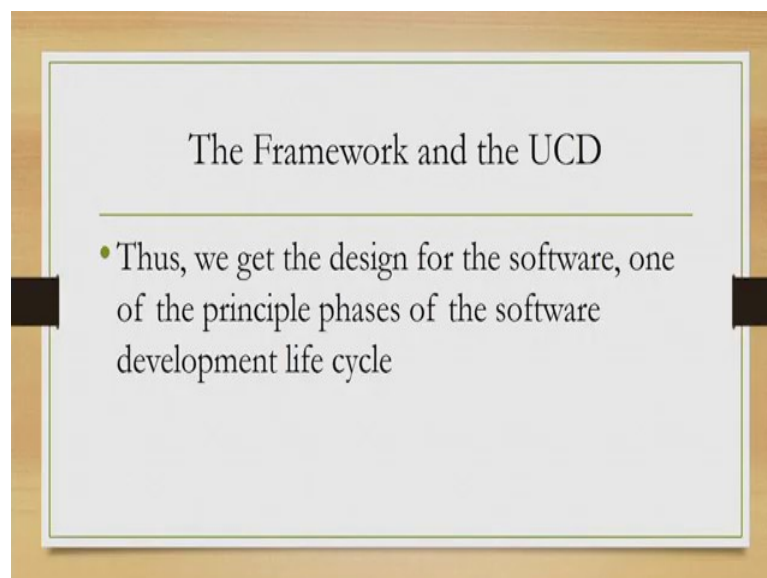 The Framework and the UCD
• Thus, we get the design for the software, one
of the principle phases of the software
development life cycle